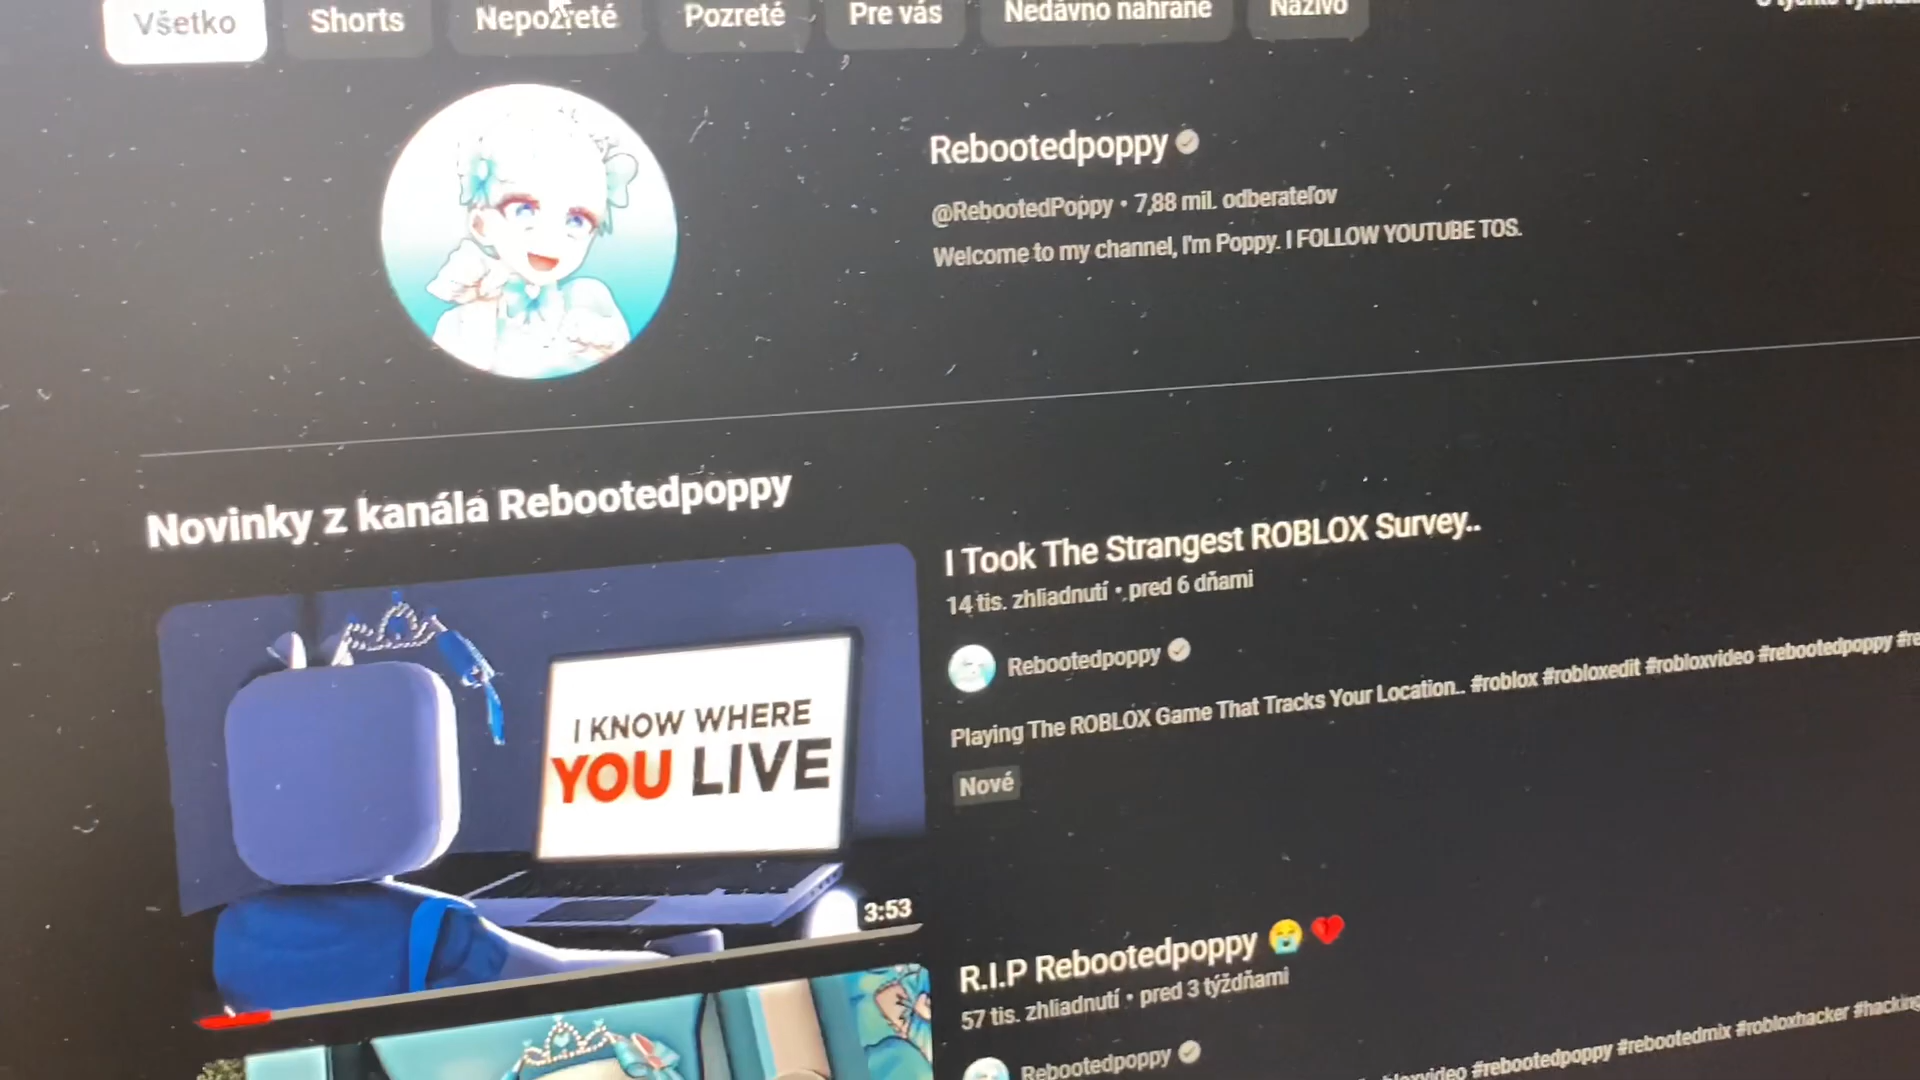 Všetko
Shorts
Nepozreté
Pozreté
Pre vás
Nedávno nahrané
Naživo
Rebootedpoppy
@RebootedPoppy • 7,88 mil. odberateľov
Welcome to my channel, I'm Poppy. I FOLLOW YOUTUBE TOS.
Novinky z kanála Rebootedpoppy
I KNOW WHERE
YOU LIVE
3:53
I Took The Strangest ROBLOX Survey..
14 tis. zhliadnutí • pred 6 dňami
Rebootedpoppy
Playing The ROBLOX Game That Tracks Your Location.. #roblox #robloxedit #robloxvideo #rebootedpoppy #re
Nové
R.I.P Rebootedpoppy 😭 💔
57 tis. zhliadnutí • pred 3 týždňami
Rebootedpoppy
#rebootedpoppy #rebootedmix #robloxhacker #hacking